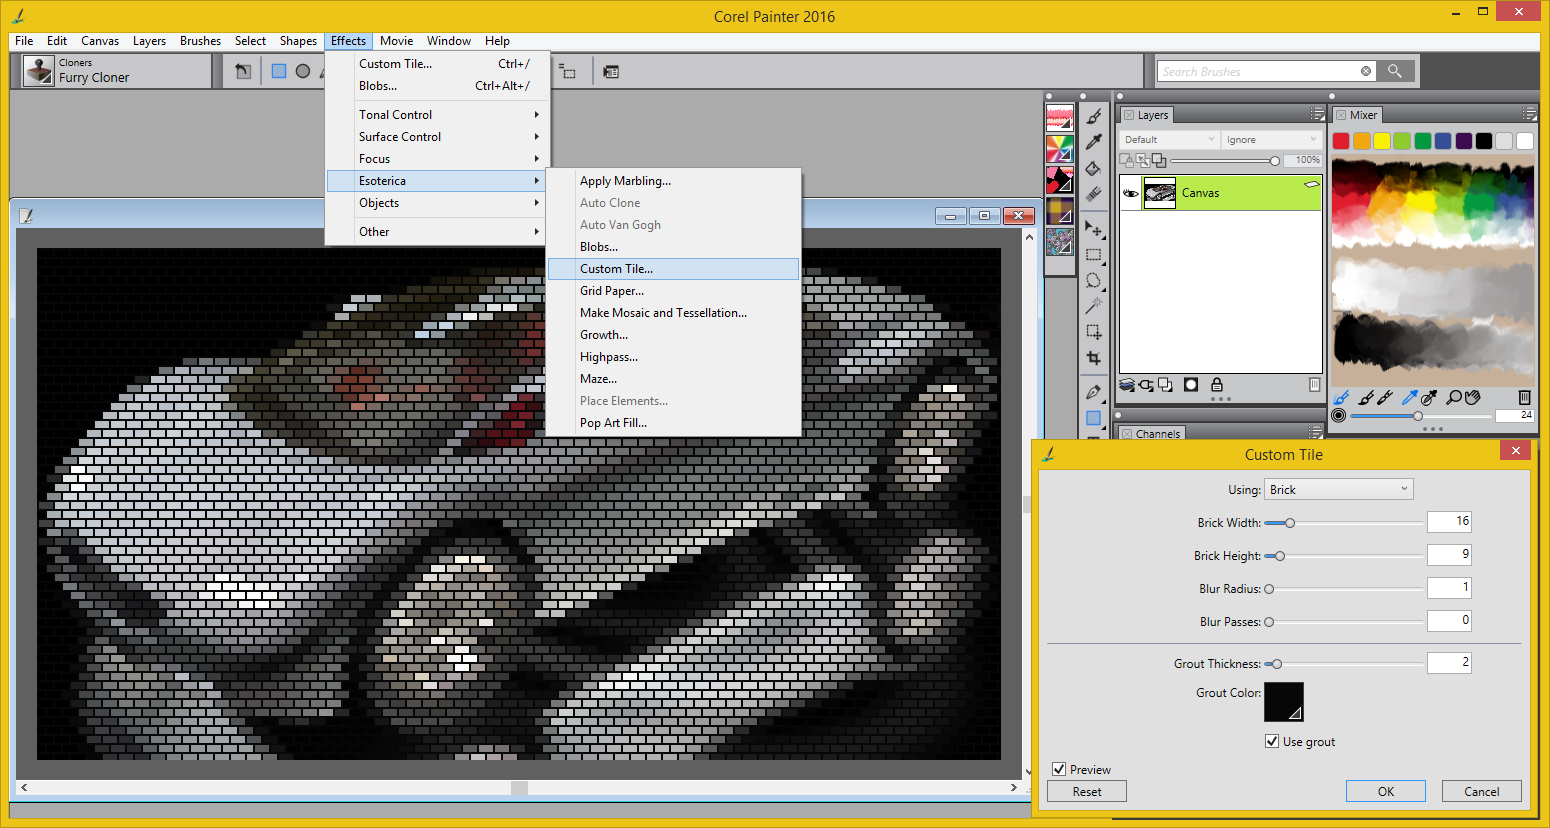 Corel Painter 2016
File Edit Canvas Layers Brushes Select Shapes Effects Movie Window Help
Cloners
Furry Cloner
Search Brushes
Custom Tile... Ctrl+/
Blobs... Ctrl+Alt+/
Tonal Control
Surface Control
Focus
Esoterica
Objects
Other
Apply Marbling...
Auto Clone
Auto Van Gogh
Blobs...
Custom Tile...
Grid Paper...
Make Mosaic and Tessellation...
Growth...
Highpass...
Maze...
Place Elements...
Pop Art Fill...
Layers
Default Ignore
100%
Canvas
Channels
Mixer
24
Custom Tile
Using: Brick
Brick Width: 16
Brick Height: 9
Blur Radius: 1
Blur Passes: 0
Grout Thickness: 2
Grout Color:
Use grout
Preview
Reset OK Cancel